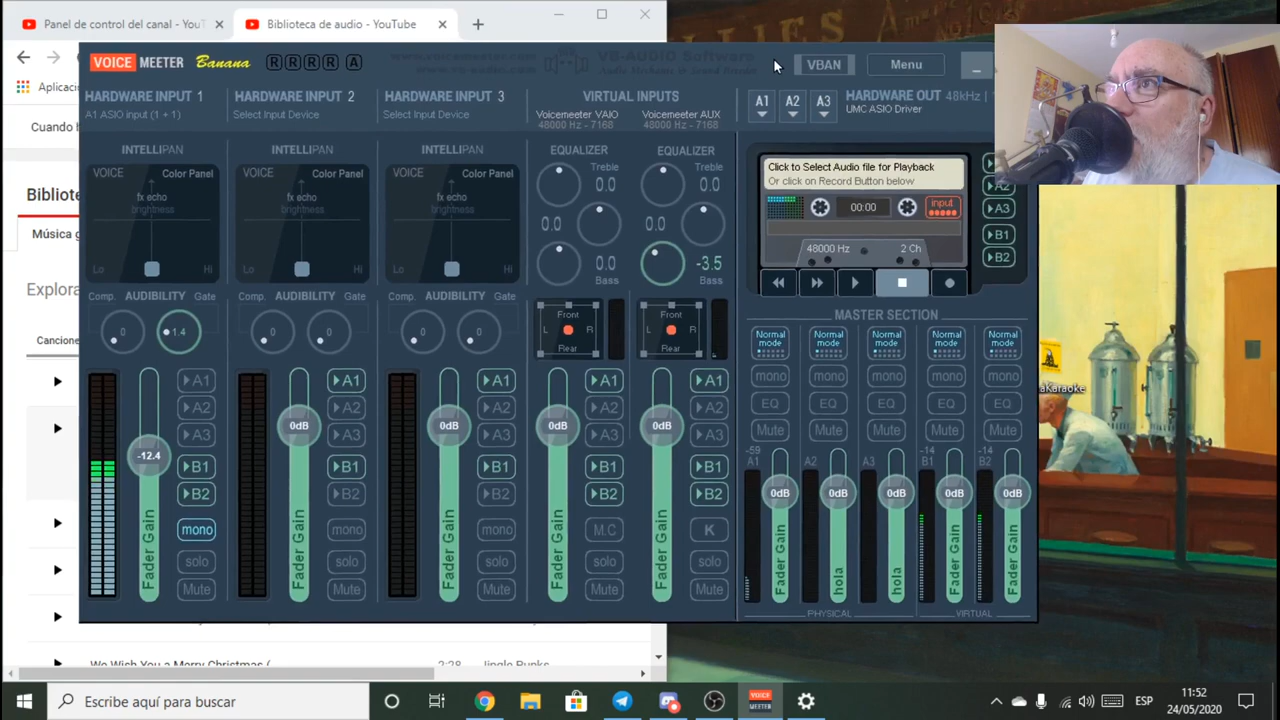 Panel de control del canal - YouT
Biblioteca de audio - YouTube
Aplicaci
Cuando
Bibliote
Música g
Explora
Cancione
We Wish You a Merry Christmas (
2:28
Jingle Punks
VOICE MEETER Banana
R R R R A
VB-AUDIO Software
VBAN
Menu
HARDWARE INPUT 1
A1 ASIO input (1 + 1)
HARDWARE INPUT 2
Select Input Device
HARDWARE INPUT 3
Select Input Device
VIRTUAL INPUTS
Voicemeeter VAIO
48000 Hz - 7168
Voicemeeter AUX
48000 Hz - 7168
A1 A2 A3
HARDWARE OUT 48kHz
UMC ASIO Driver
INTELLIPAN
VOICE Color Panel
fx echo
brightness
Lo Hi
INTELLIPAN
VOICE Color Panel
fx echo
brightness
Lo Hi
INTELLIPAN
VOICE Color Panel
fx echo
brightness
Lo Hi
EQUALIZER
Treble
0.0
0.0
0.0
Bass
EQUALIZER
Treble
0.0
0.0
-3.5
Bass
Click to Select Audio file for Playback
Or click on Record Button below
00:00
input
48000 Hz 2 Ch
A2
A3
B1
B2
Comp. AUDIBILITY Gate
0 1.4
Comp. AUDIBILITY Gate
0 0
Comp. AUDIBILITY Gate
0 0
Front
L R
Rear
Front
L R
Rear
MASTER SECTION
Normal mode
Normal mode
Normal mode
Normal mode
Normal mode
mono mono mono mono mono
EQ EQ EQ EQ EQ
Mute Mute Mute Mute Mute
A1 A1 A1 A1 A1
A2 A2 A2 A2 A2
A3 A3 A3 A3 A3
B1 B1 B1 B1 B1
B2 B2 B2 B2 B2
-12.4 0dB 0dB 0dB 0dB
mono mono mono M.C K
solo solo solo solo solo
Mute Mute Mute Mute Mute
Fader Gain Fader Gain Fader Gain Fader Gain Fader Gain
-59 -14 -14
A1 A2 A3 B1 B2
0dB 0dB 0dB 0dB 0dB
Fader Gain hola hola Fader Gain Fader Gain
PHYSICAL VIRTUAL
aKaraoke
Escribe aquí para buscar
VOICE MEETER
ESP
11:52
24/05/2020